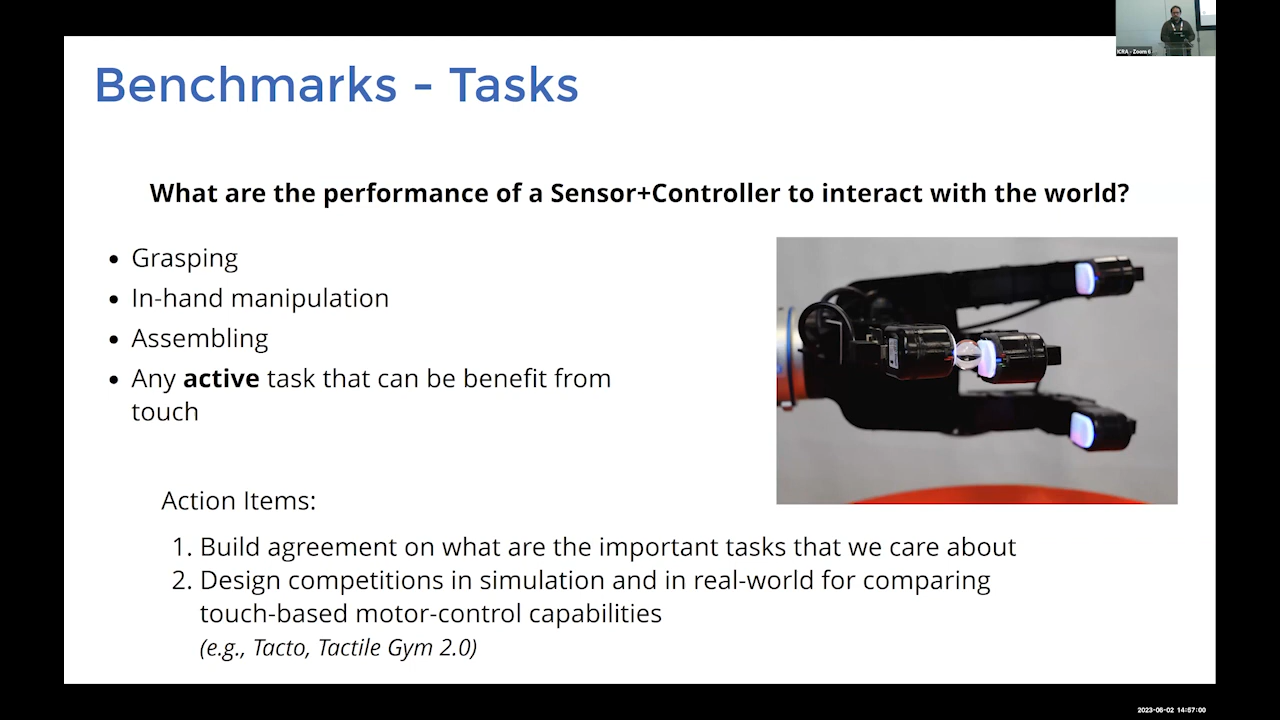 ICRA - Zoom 6
Benchmarks - Tasks
What are the performance of a Sensor+Controller to interact with the world?
• Grasping
• In-hand manipulation
• Assembling
• Any active task that can be benefit from
touch
Action Items:
1. Build agreement on what are the important tasks that we care about
2. Design competitions in simulation and in real-world for comparing
touch-based motor-control capabilities
(e.g., Tacto, Tactile Gym 2.0)
2023-06-02 14:57:00